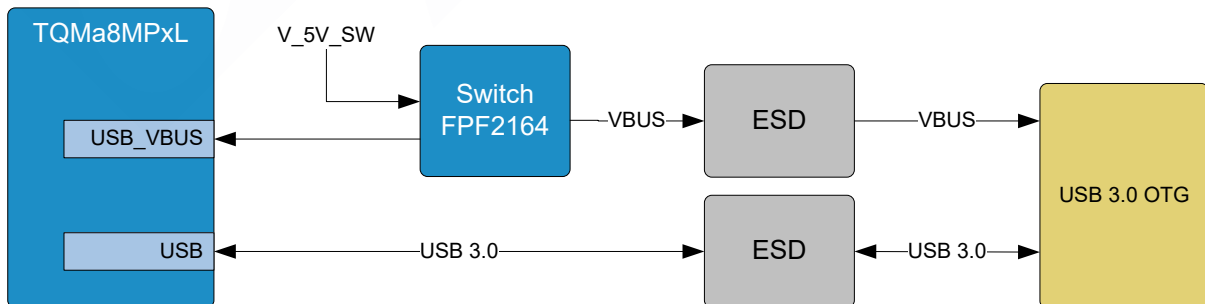 TQMa8MPxL
V_5V_SW
Switch
FPF2164
VBUS
ESD
VBUS
USB_VBUS
USB 3.0 OTG
USB
USB 3.0
ESD
USB 3.0